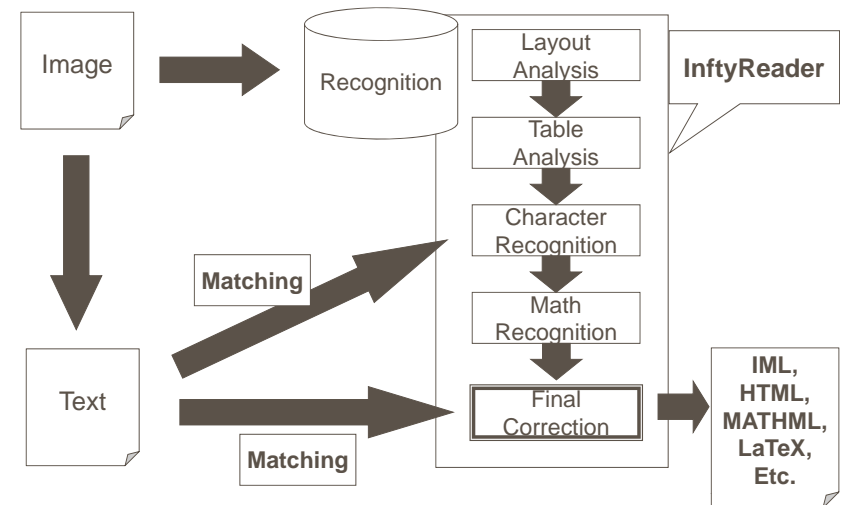 Image
Recognition
Layout
Analysis
InftyReader
Table
Analysis
Character
Recognition
Matching
Math
Recognition
Text
Final
Correction
Matching
IML,
HTML,
MATHML,
LaTeX,
Etc.